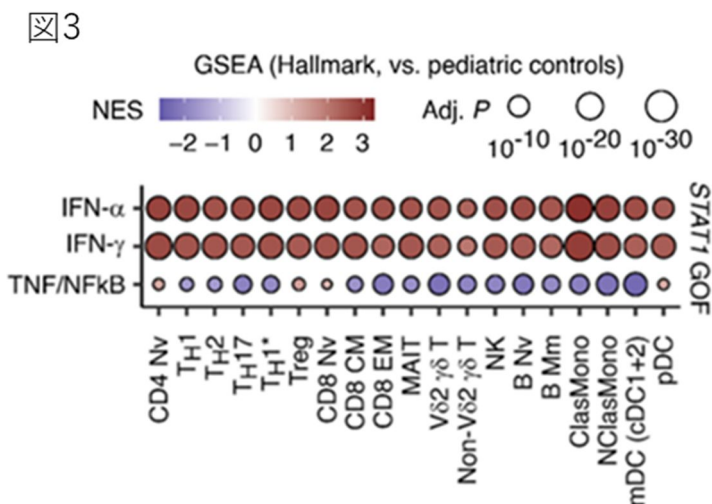 図3
GSEA (Hallmark, vs. pediatric controls)
NES
−2 −1 0 1 2 3
Adj. P
10-10 10-20 10-30
IFN-α
IFN-γ
TNF/NFkB
STAT1 GOF
CD4 Nv
TH1
TH2
TH17
TH1*
Treg
CD8 Nv
CD8 CM
CD8 EM
MAIT
Vδ2 γδ T
Non-Vδ2 γδ T
NK
B Nv
B Mm
ClasMono
NClasMono
mDC (cDC1+2)
pDC